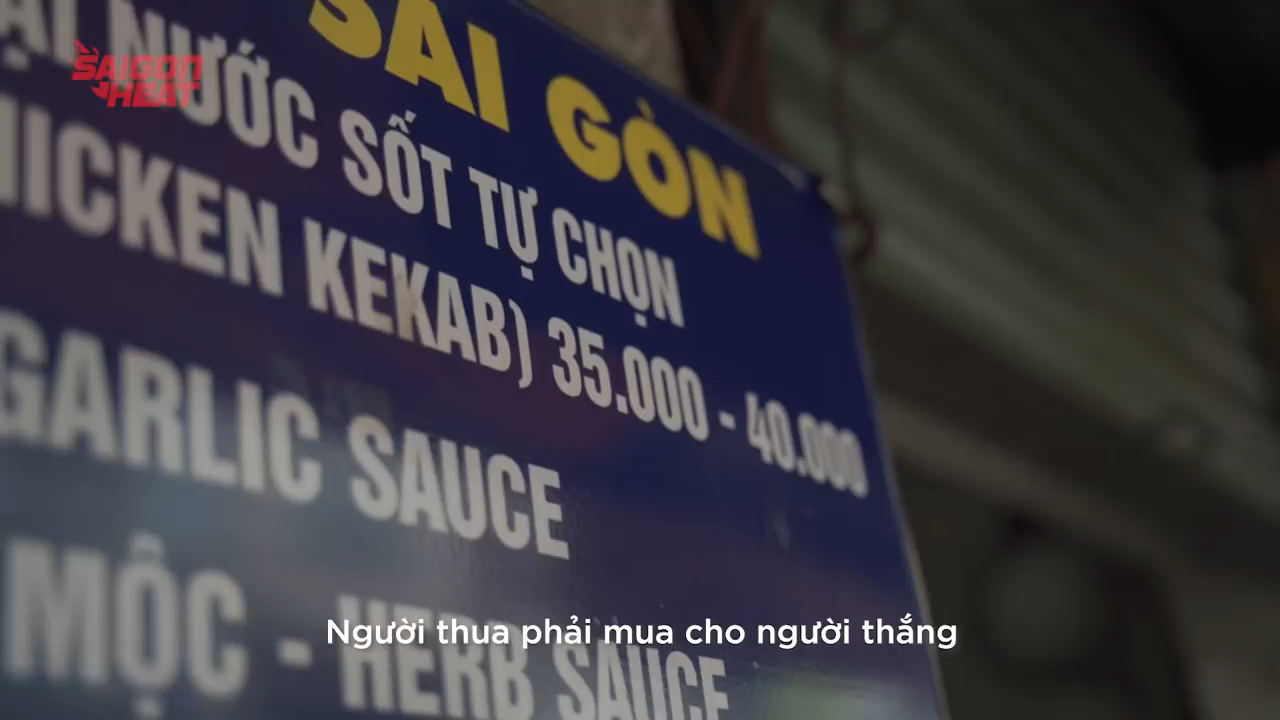 SÀI GÒN
NƯỚC SỐT TỰ CHỌN
SAIGON
HEAT
KEKAB) 35.000 - 40.000
GARLIC SAUCE
MỘC - HERB SAUCE
Người thua phải mua cho người thắng